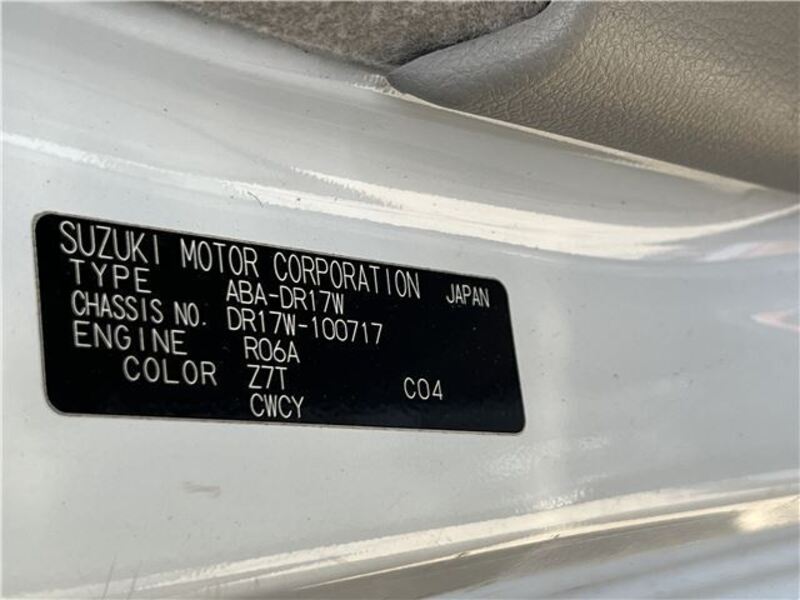 SUZUKI MOTOR CORPORATION JAPAN
TYPE ABA-DR17W
CHASSIS NO. DR17W-100717
ENGINE R06A
COLOR Z7T C04
CWCY